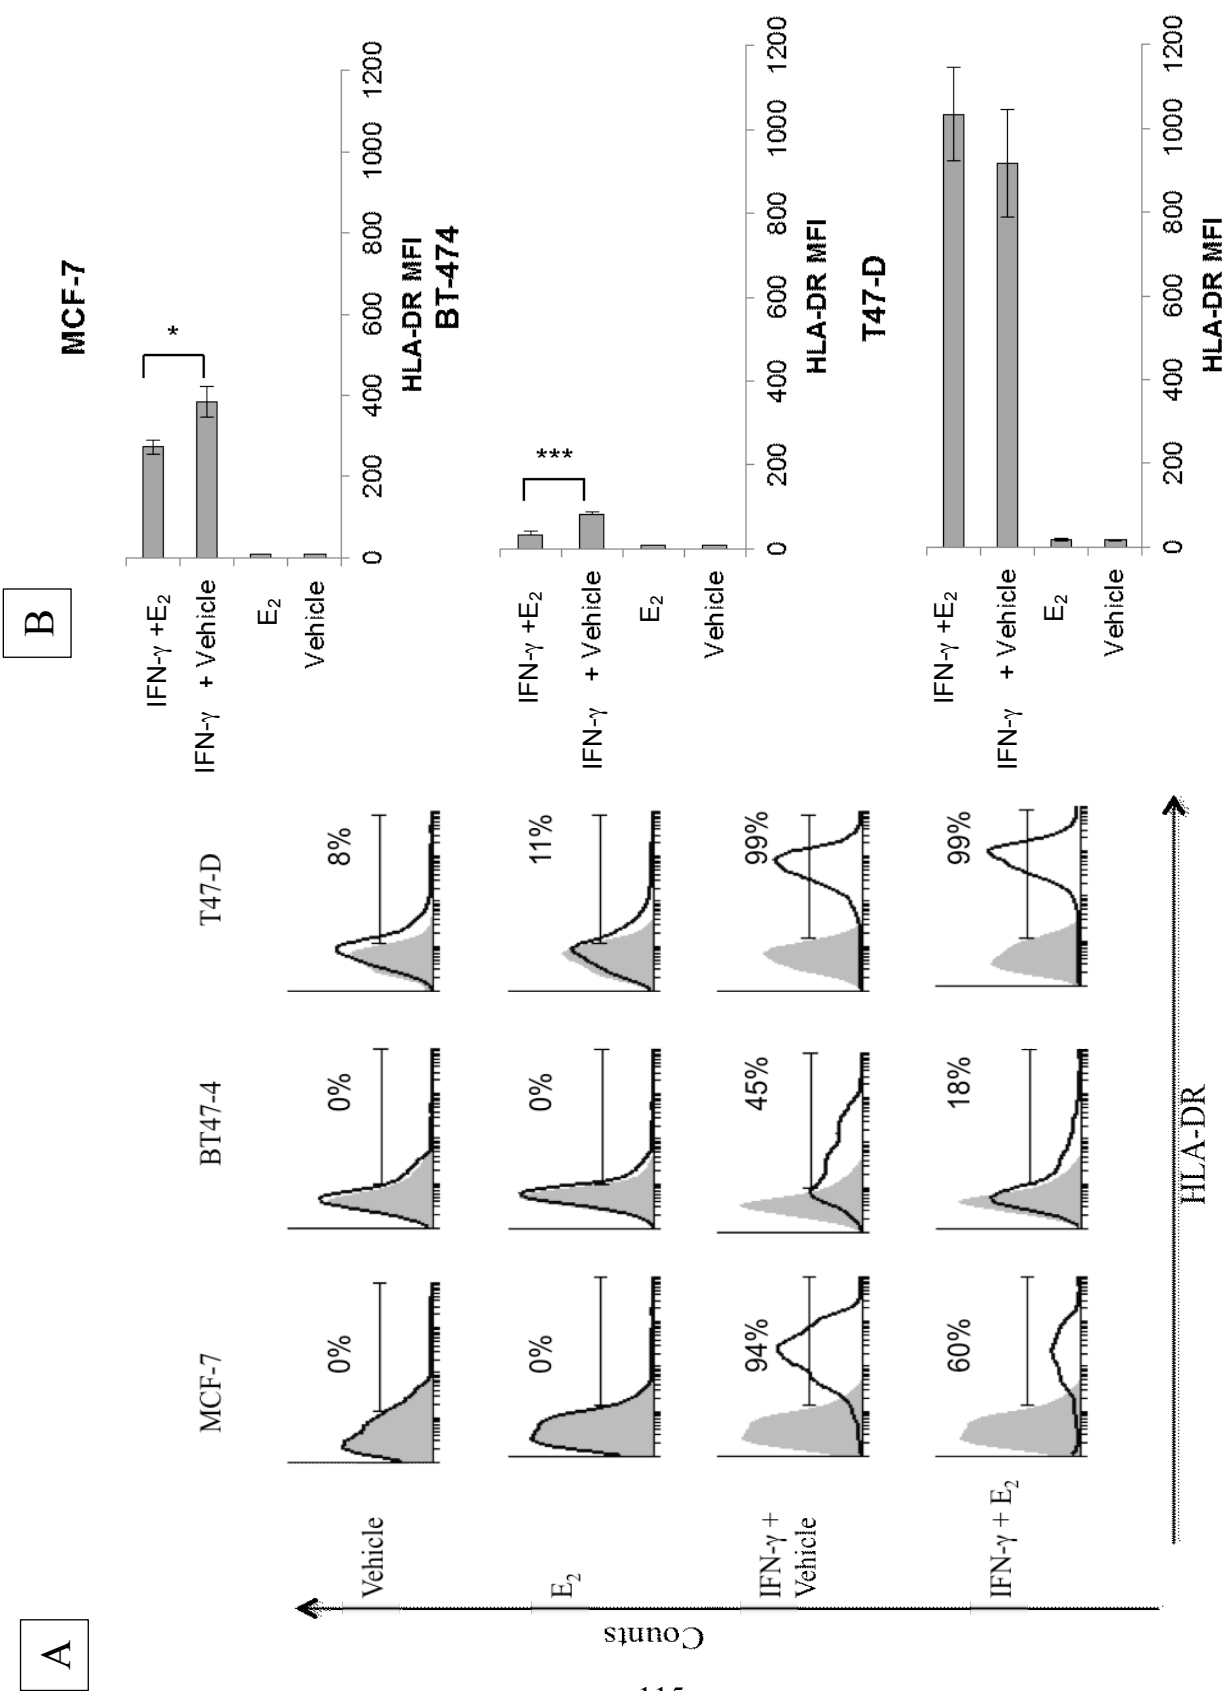 A
MCF-7
BT47-4
T47-D
Vehicle
0%
0%
8%
E2
0%
0%
11%
IFN-γ +
Vehicle
94%
45%
99%
IFN-γ + E2
60%
18%
99%
Counts
HLA-DR
B
MCF-7
IFN-γ +E2
IFN-γ + Vehicle
E2
Vehicle
*
0 200 400 600 800 1000 1200
HLA-DR MFI
BT-474
IFN-γ +E2
IFN-γ + Vehicle
E2
Vehicle
***
0 200 400 600 800 1000 1200
HLA-DR MFI
T47-D
IFN-γ +E2
IFN-γ + Vehicle
E2
Vehicle
0 200 400 600 800 1000 1200
HLA-DR MFI